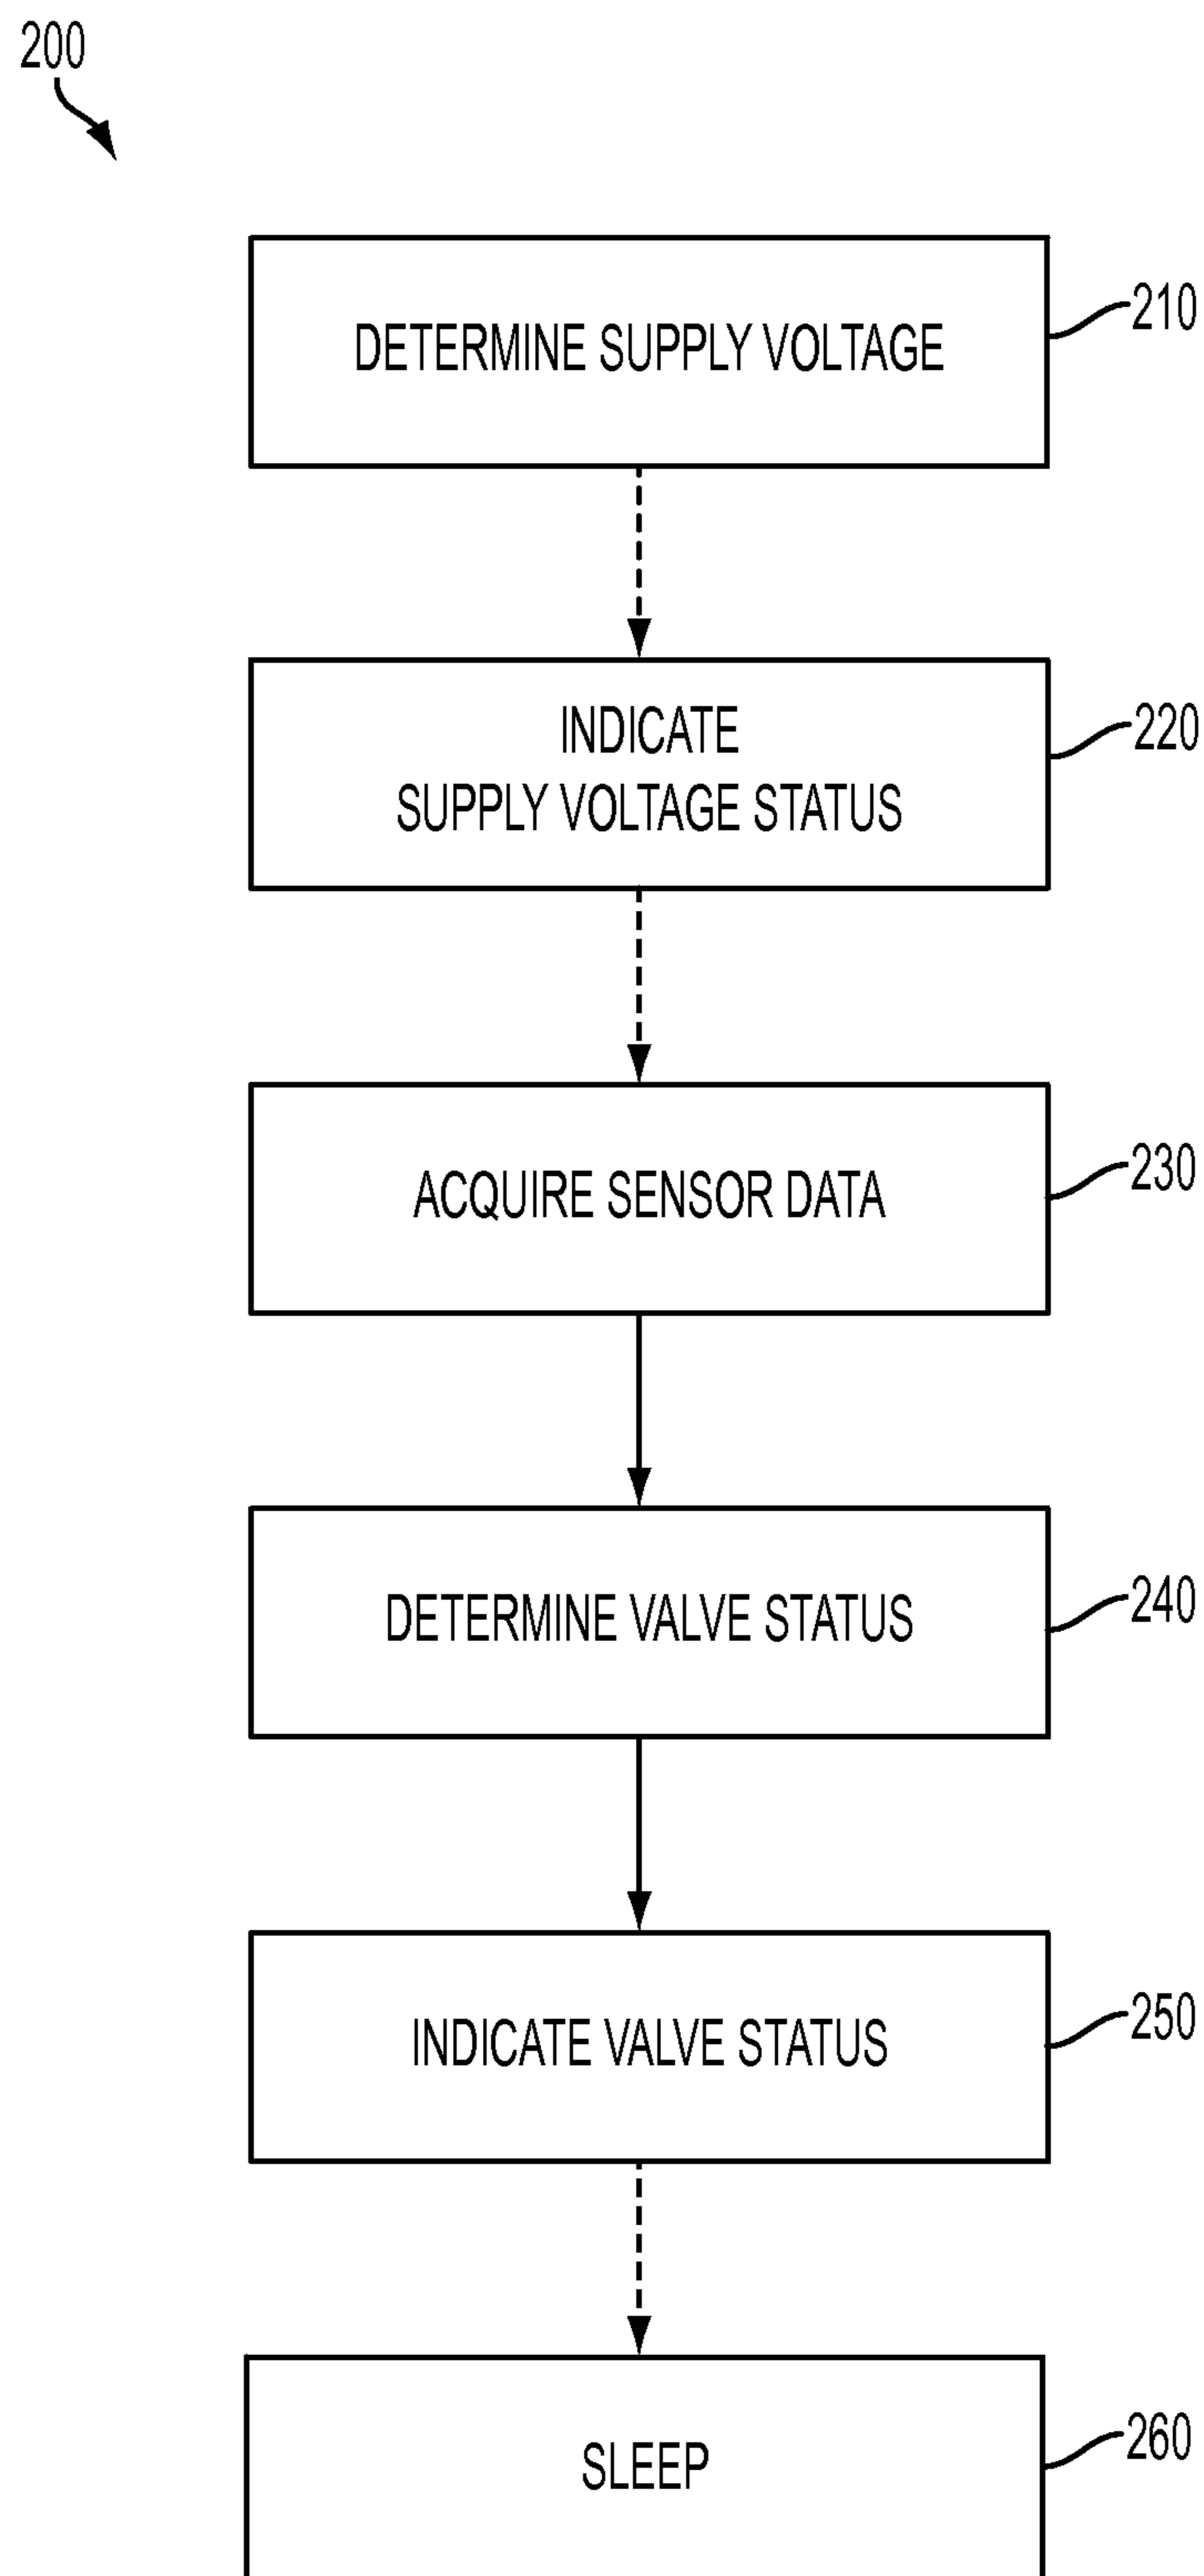 200
DETERMINE SUPPLY VOLTAGE
210
INDICATE
SUPPLY VOLTAGE STATUS
220
ACQUIRE SENSOR DATA
230
DETERMINE VALVE STATUS
240
INDICATE VALVE STATUS
250
SLEEP
260